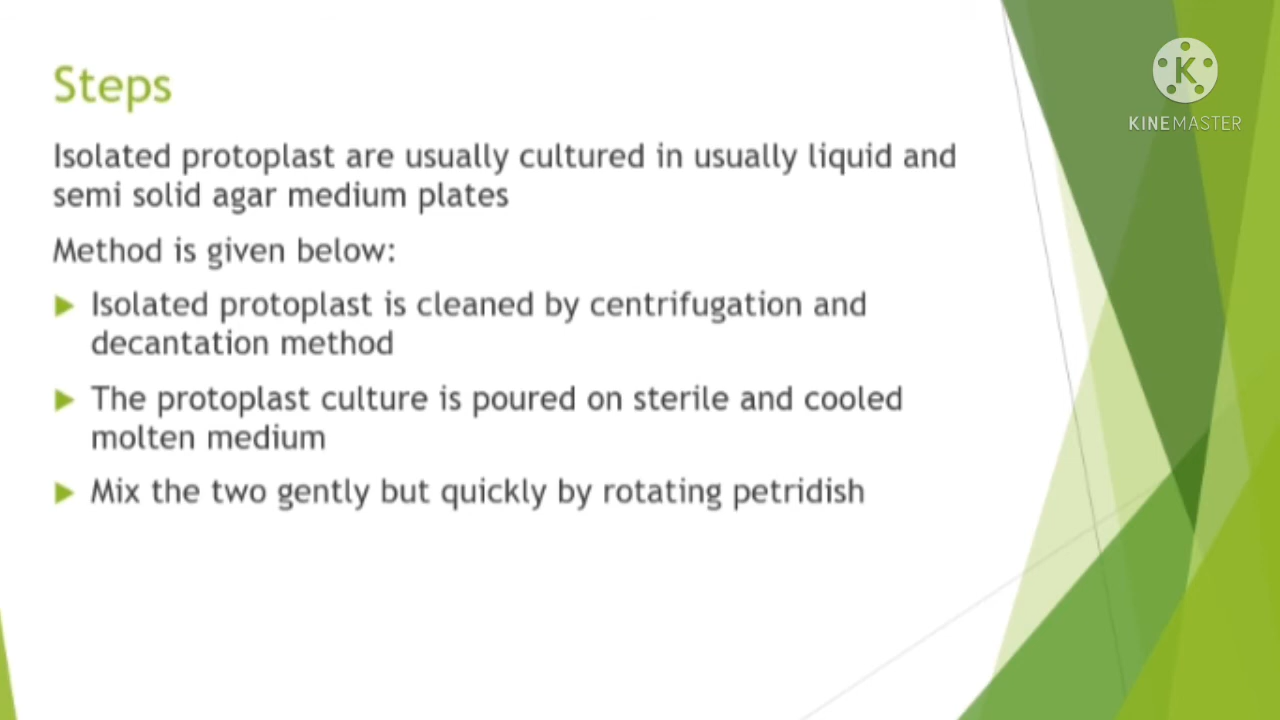 Steps
K
KINEMASTER
Isolated protoplast are usually cultured in usually liquid and
semi solid agar medium plates
Method is given below:
Isolated protoplast is cleaned by centrifugation and
decantation method
The protoplast culture is poured on sterile and cooled
molten medium
Mix the two gently but quickly by rotating petridish